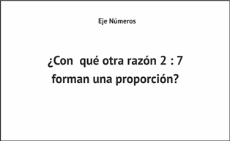 Eje Números
¿Con qué otra razón 2 : 7
forman una proporción?